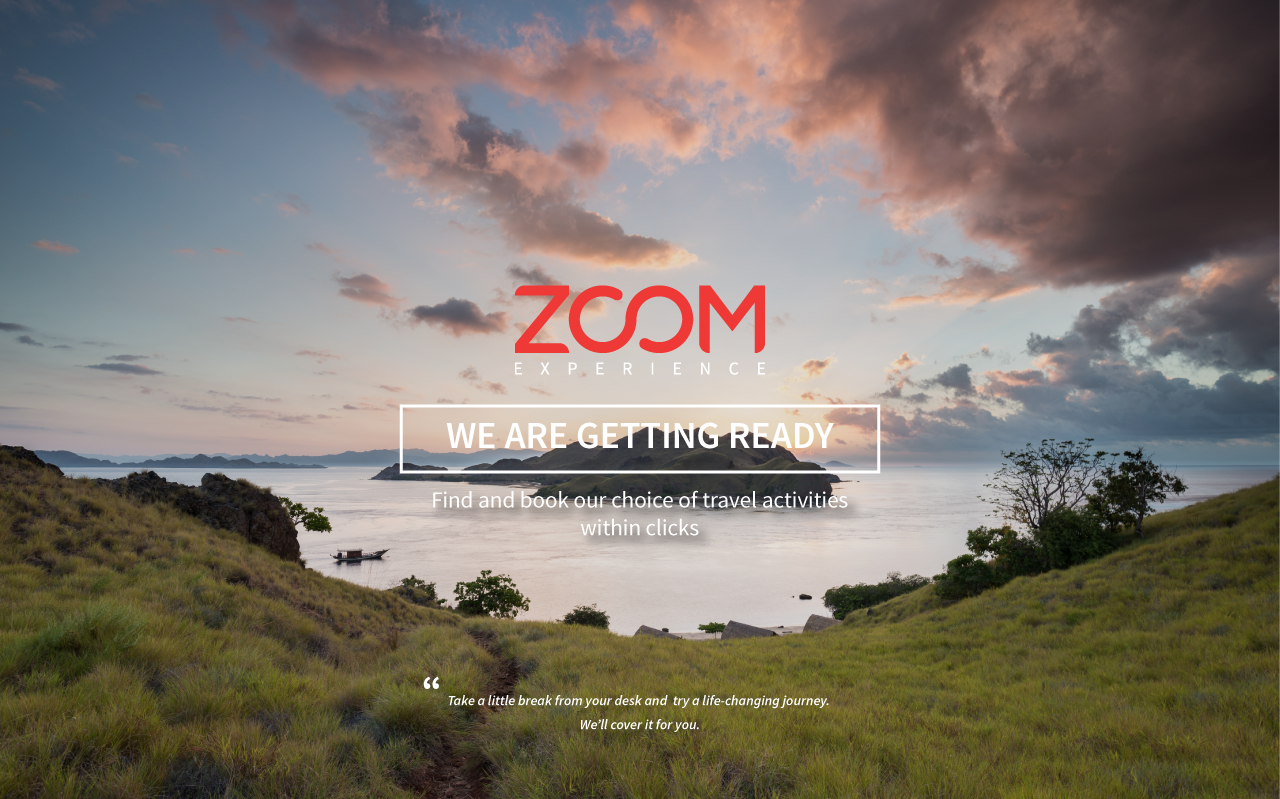 ZOOM
EXPERIENCE
WE ARE GETTING READY
Find and book our choice of travel activities
within clicks
“ Take a little break from your desk and try a life-changing journey.
We'll cover it for you.